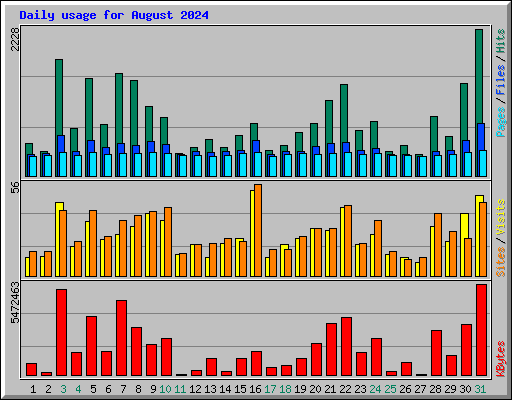 Daily usage for August 2024
2228
Pages / Files / Hits
56
Sites / Visits
5472463
KBytes
1 2 3 4 5 6 7 8 9 10 11 12 13 14 15 16 17 18 19 20 21 22 23 24 25 26 27 28 29 30 31